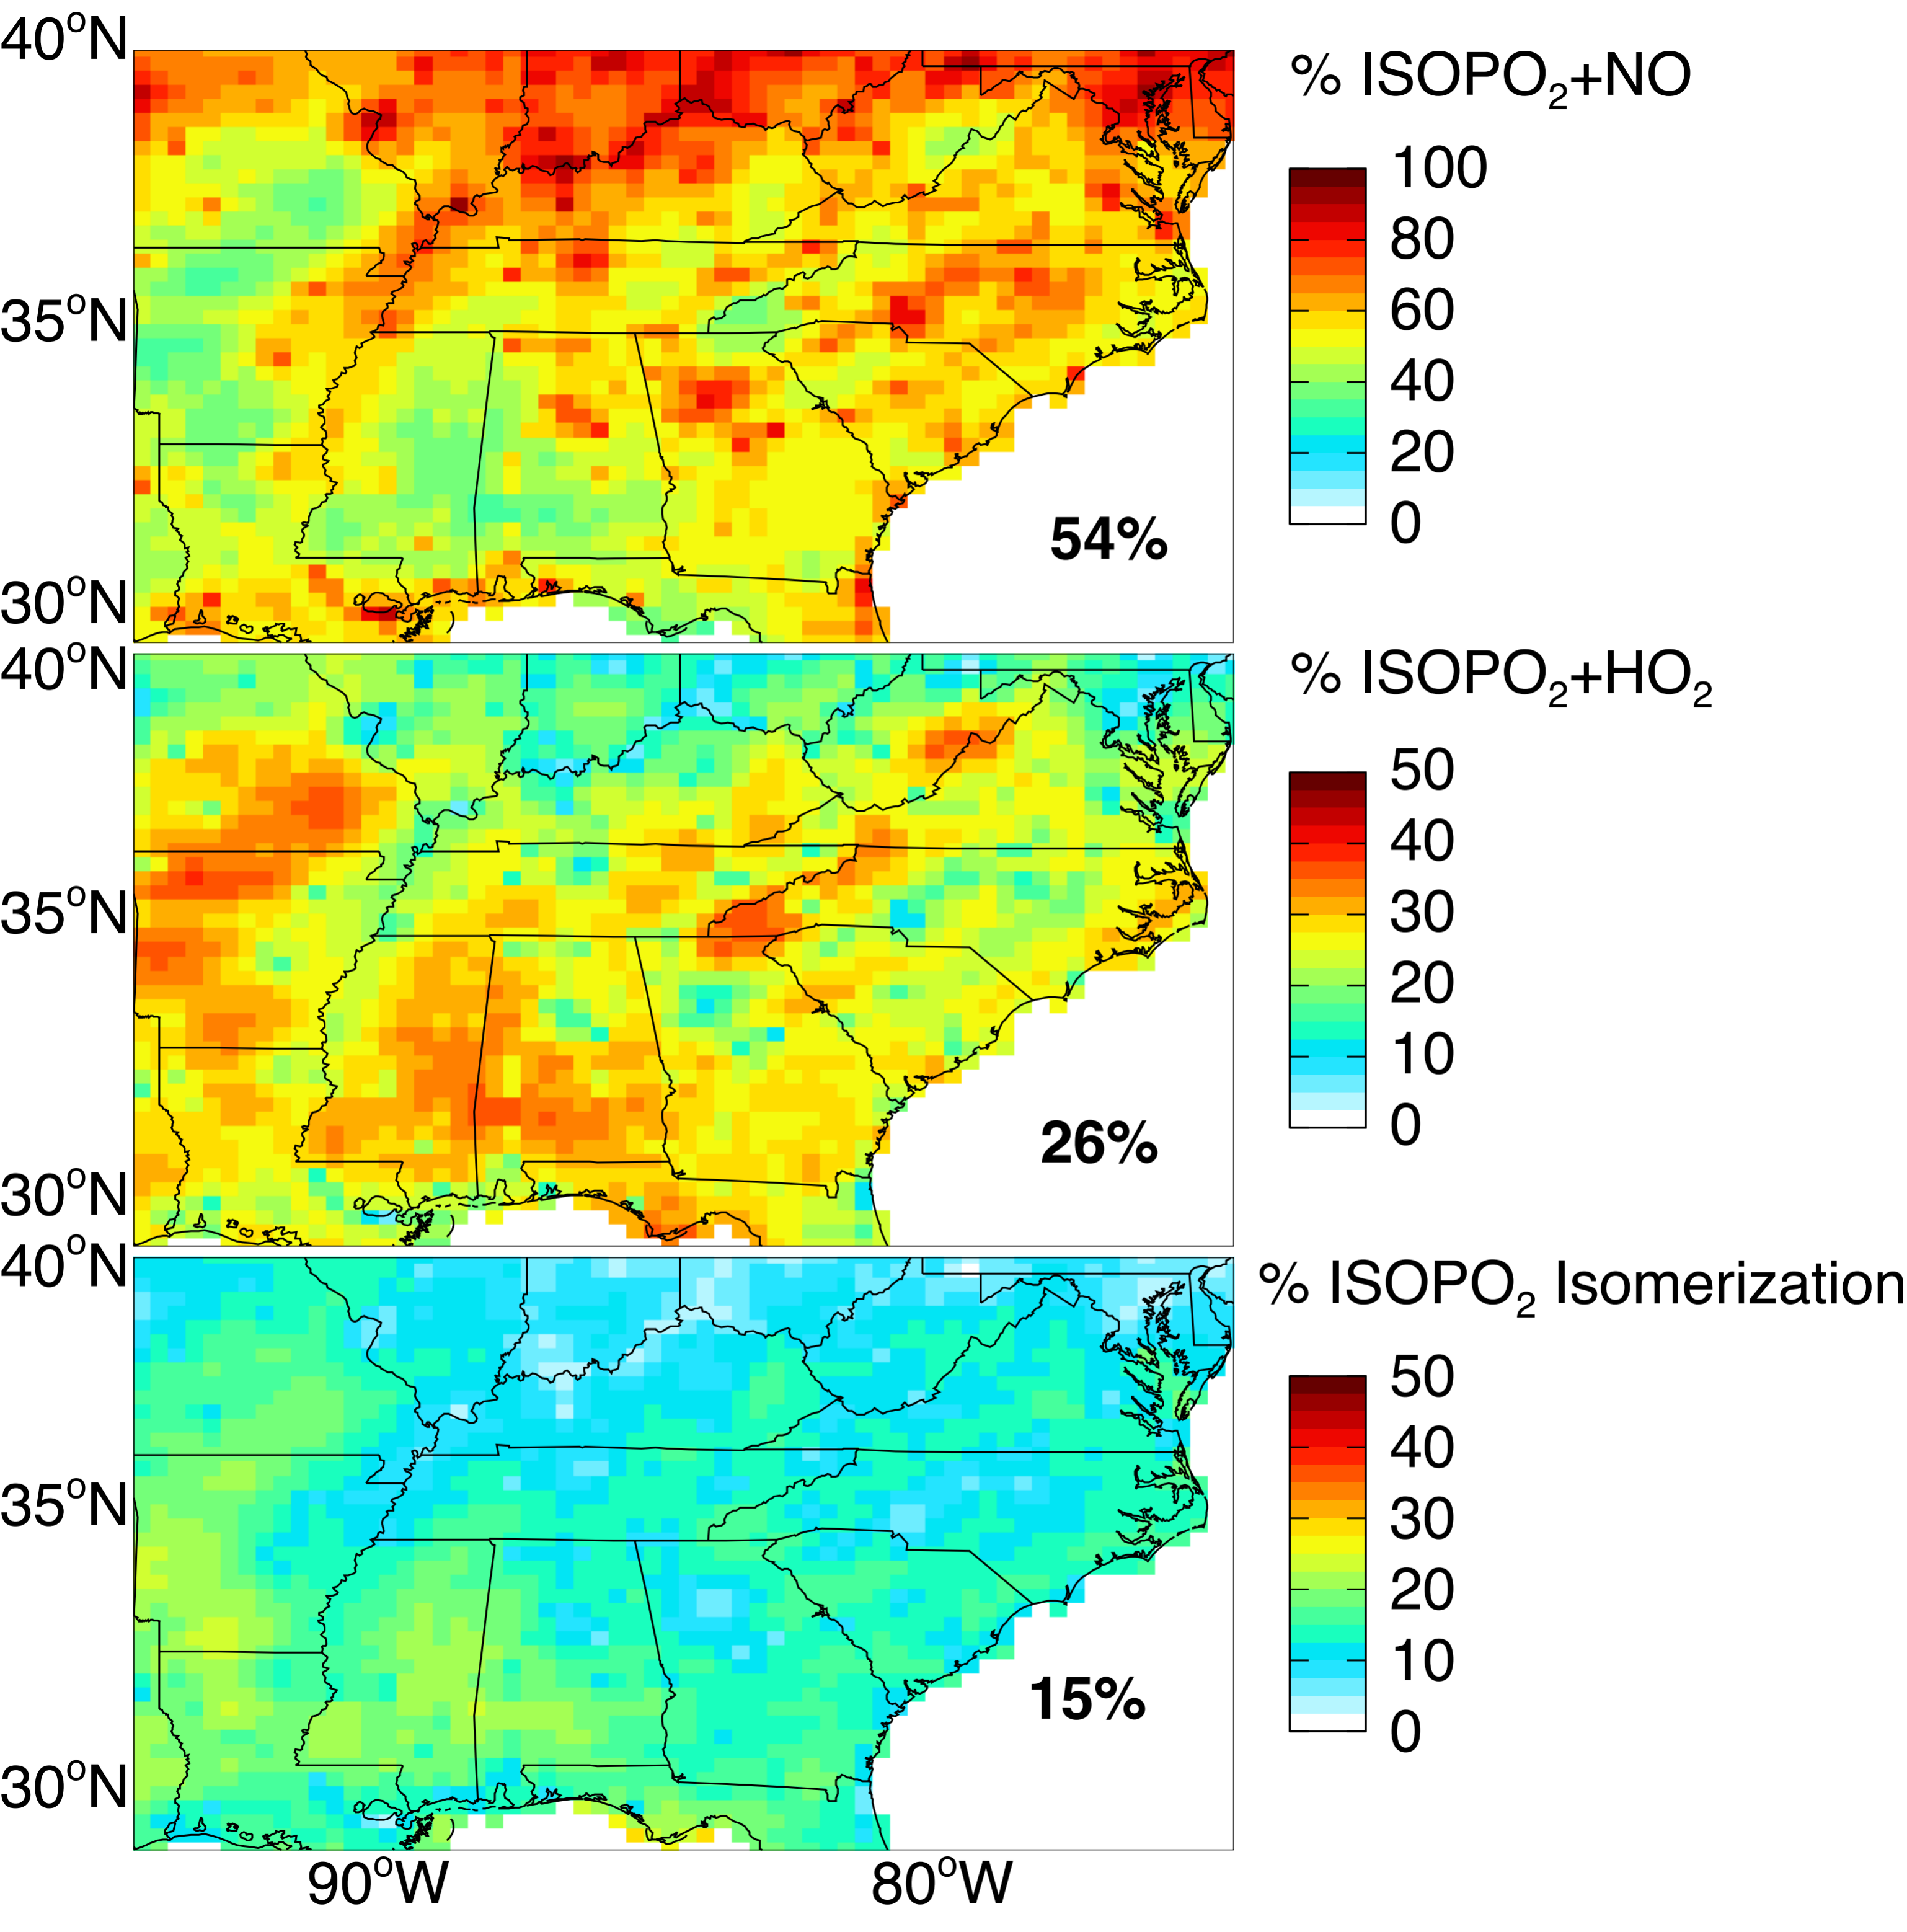 40°N
% ISOPO₂+NO
100
80
35°N
60
40
20
54%
0
30°N
40°N
% ISOPO₂+HO₂
50
40
35°N
30
20
10
26%
0
30°N
40°N
% ISOPO₂ Isomerization
50
40
35°N
30
20
10
15%
0
30°N
90°W 80°W